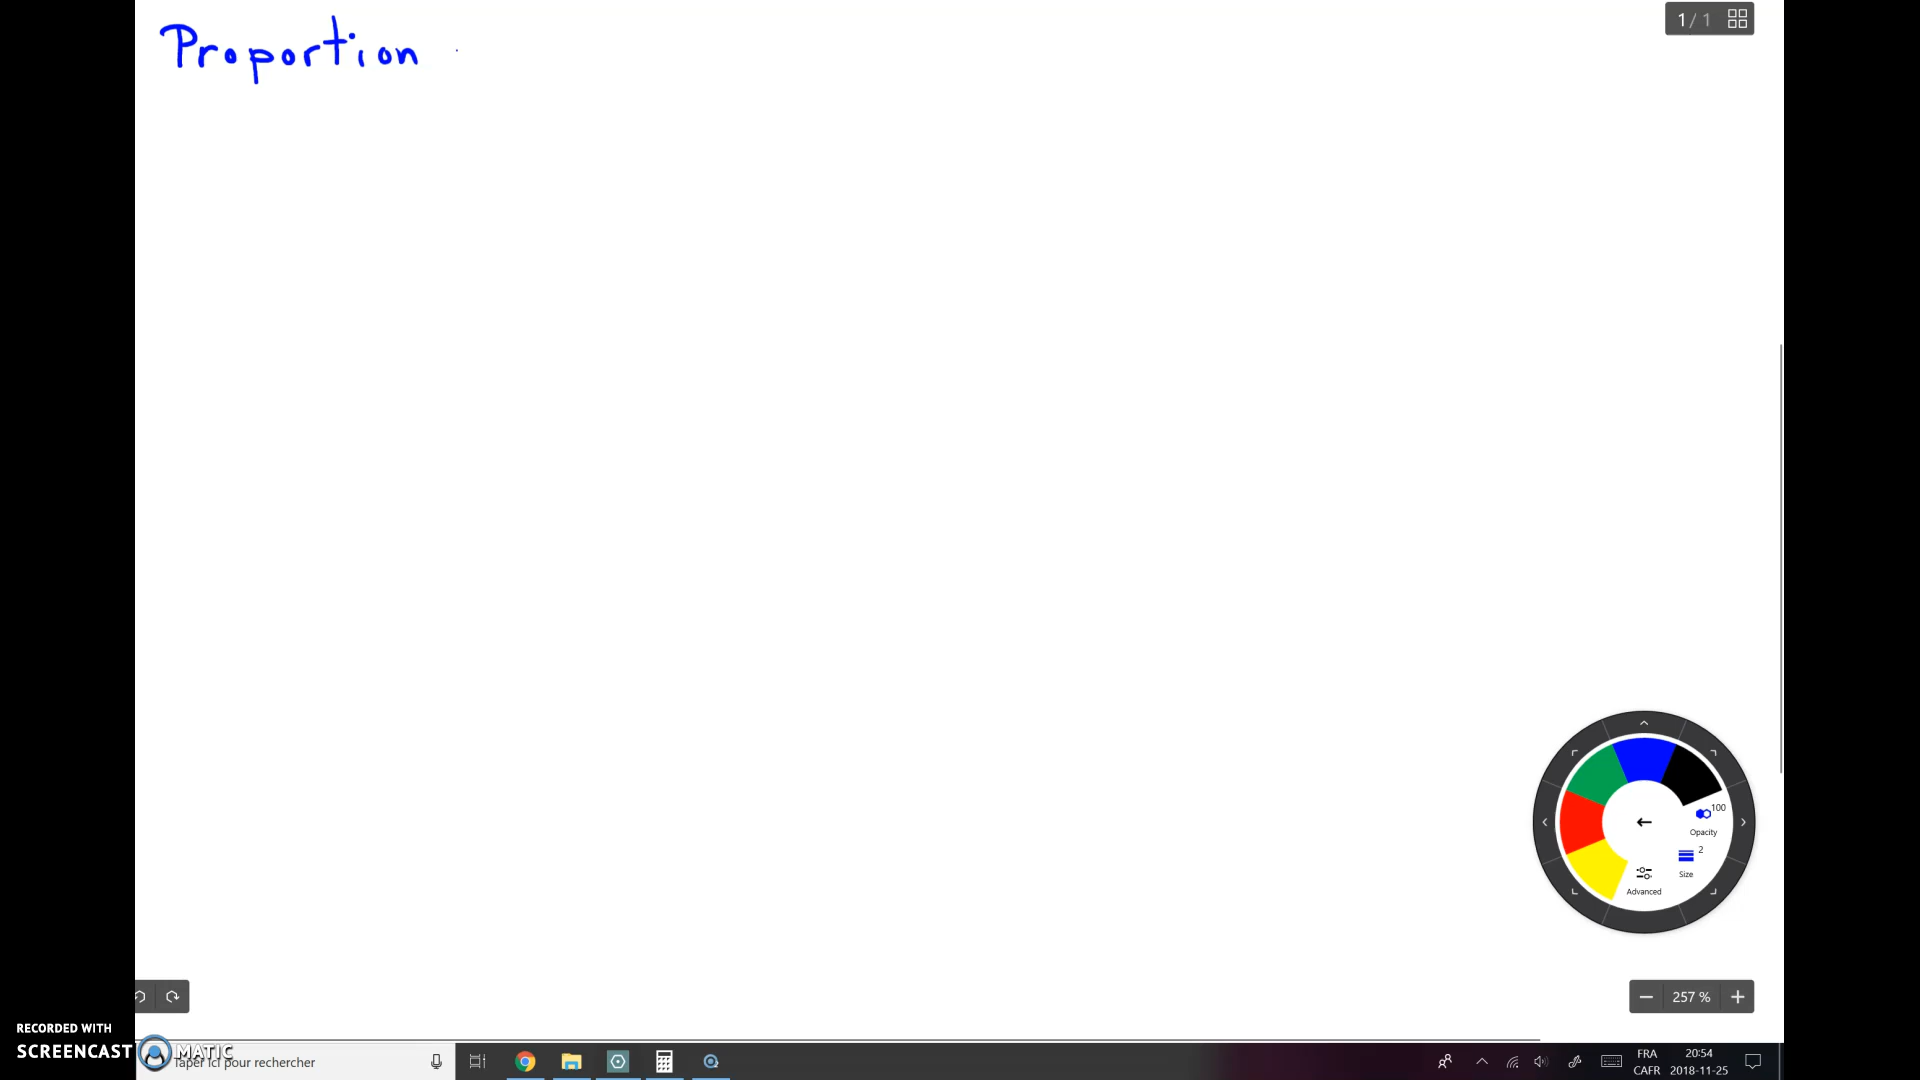 Proportion
1 / 1
100
Opacity
2
Size
Advanced
257 %
RECORDED WITH
SCREENCAST MATIC
Taper ici pour rechercher
FRA
CAFR
20:54
2018-11-25